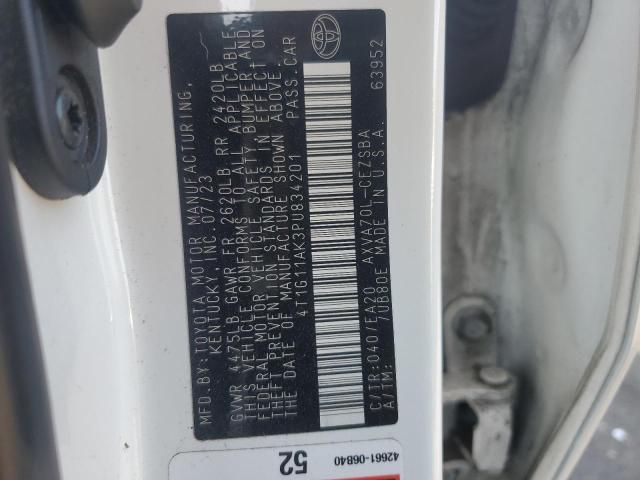 MFD.BY:TOYOTA MOTOR MANUFACTURING,
KENTUCKY, INC. 07/23
GVWR 4475LB GAWR FR 2620LB RR 2420LB
THIS VEHICLE CONFORMS TO ALL APPLICABLE
FEDERAL MOTOR VEHICLE SAFETY BUMPER AND
THEFT PREVENTION STANDARDS IN EFFECT ON
THE DATE OF MANUFACTURE SHOWN ABOVE.
4T1G11AK3PU834201 PASS.CAR
C/TR:040/EA20 AXVA70L-CEZSBA
A/TM: /UB80E MADE IN U.S.A. 63952
52
42661-06B40